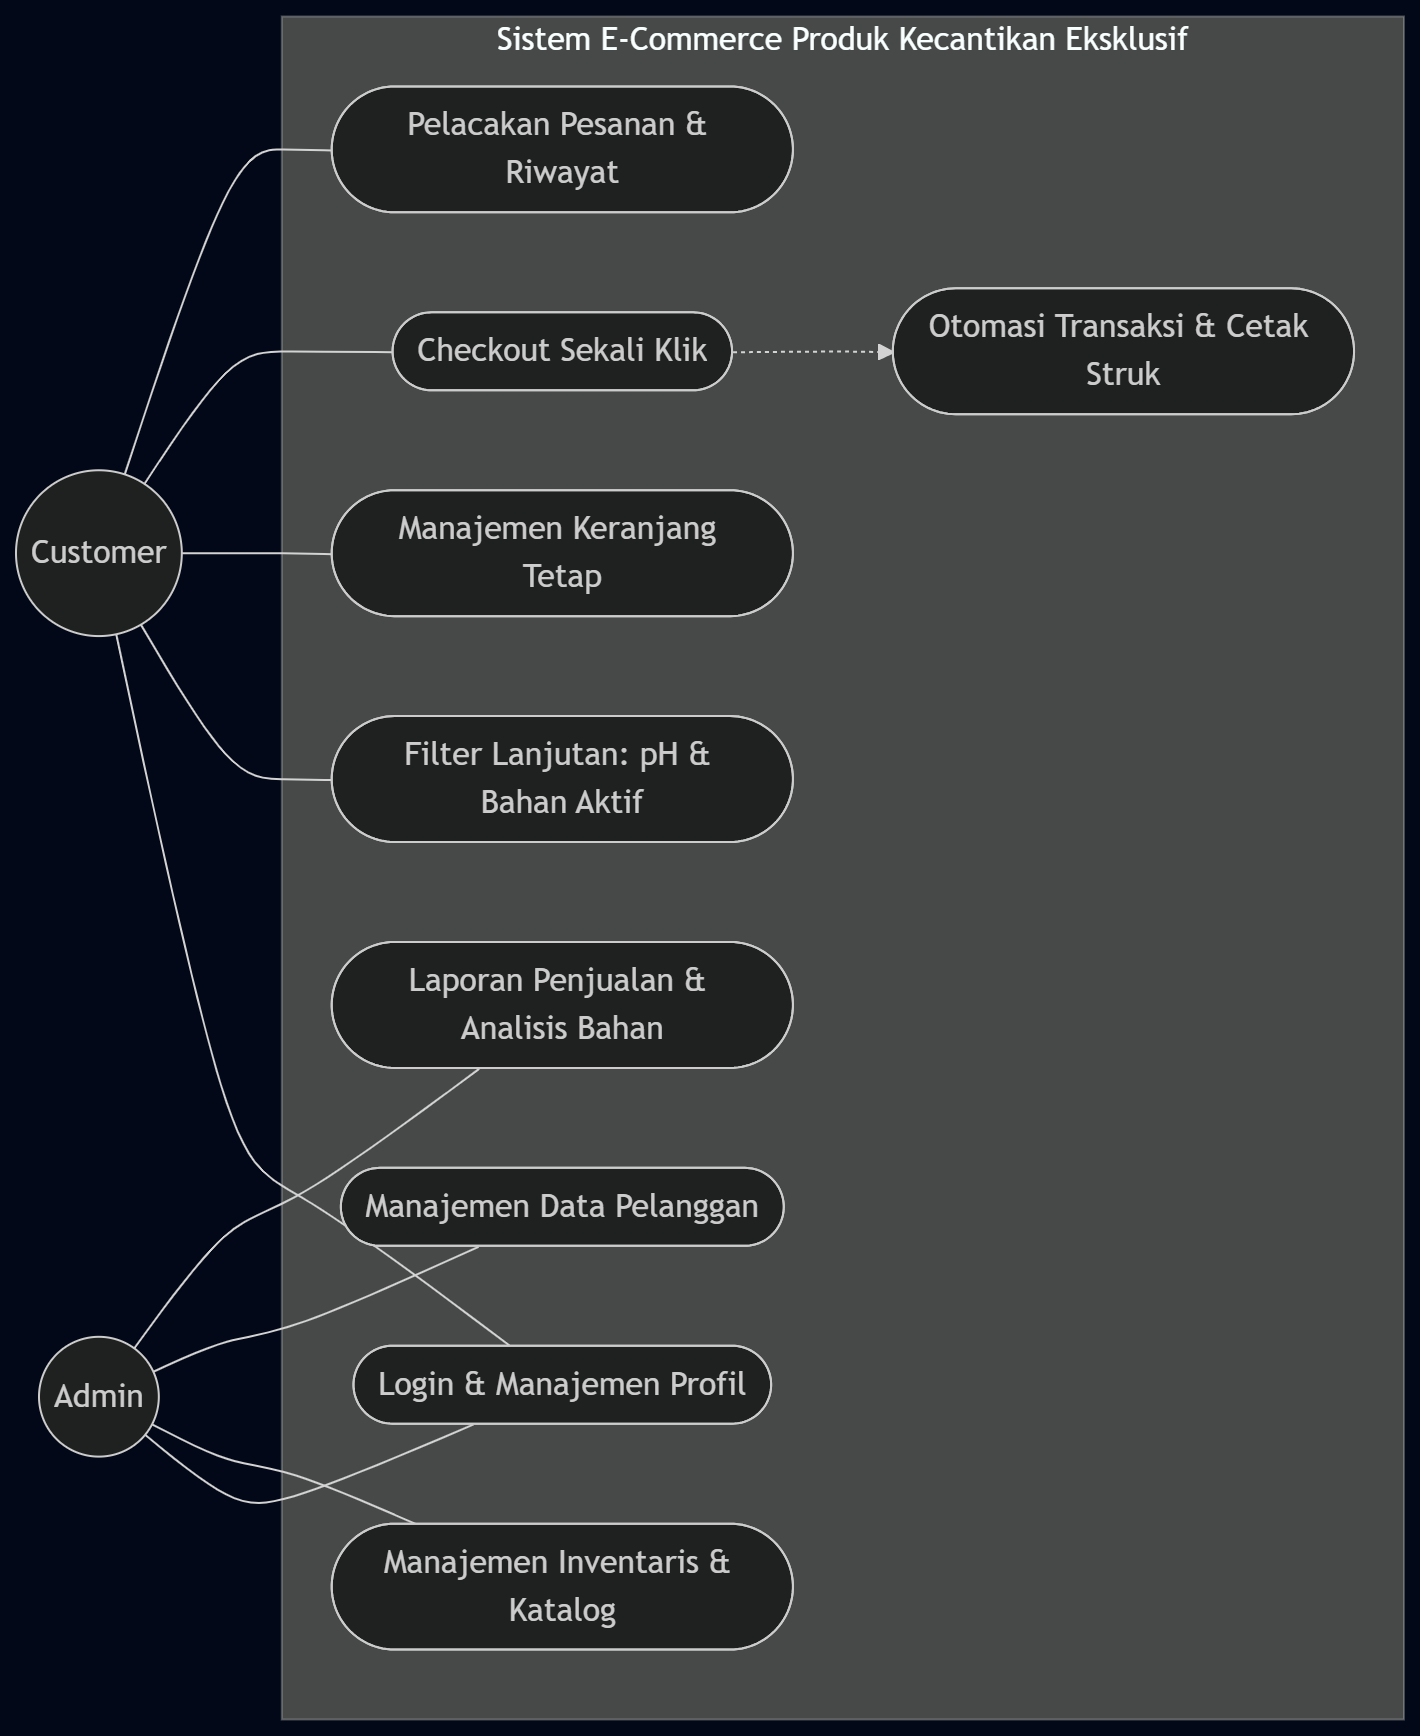 Sistem E-Commerce Produk Kecantikan Eksklusif
Pelacakan Pesanan &
Riwayat
Checkout Sekali Klik
Otomasi Transaksi & Cetak
Struk
Customer
Manajemen Keranjang
Tetap
Filter Lanjutan: pH &
Bahan Aktif
Laporan Penjualan &
Analisis Bahan
Manajemen Data Pelanggan
Login & Manajemen Profil
Admin
Manajemen Inventaris &
Katalog